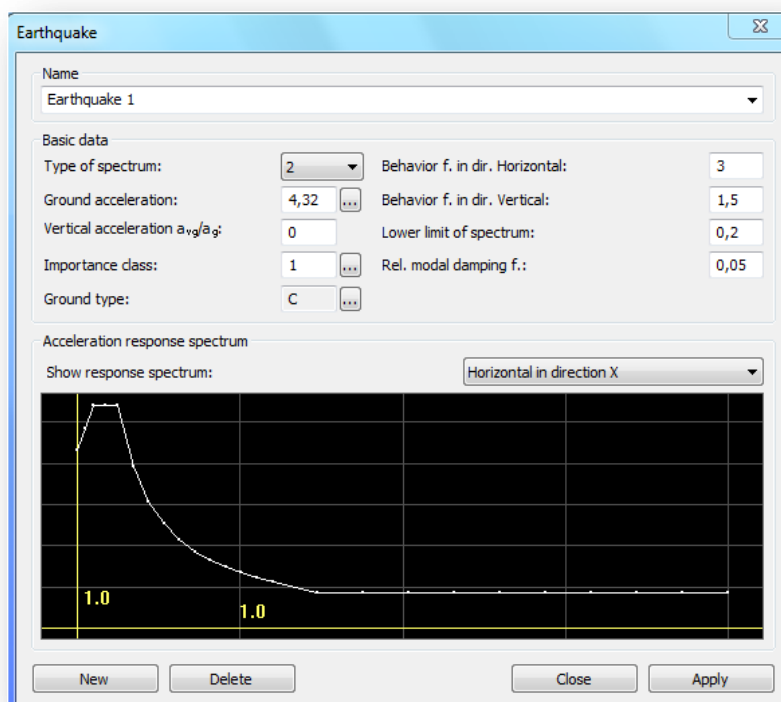 Earthquake
Name
Earthquake 1
Basic data
Type of spectrum: 2 Behavior f. in dir. Horizontal: 3
Ground acceleration: 4,32 ... Behavior f. in dir. Vertical: 1,5
Vertical acceleration avg/ag: 0 Lower limit of spectrum: 0,2
Importance class: 1 ... Rel. modal damping f.: 0,05
Ground type: C ...
Acceleration response spectrum
Show response spectrum: Horizontal in direction X
1.0
1.0
New Delete Close Apply